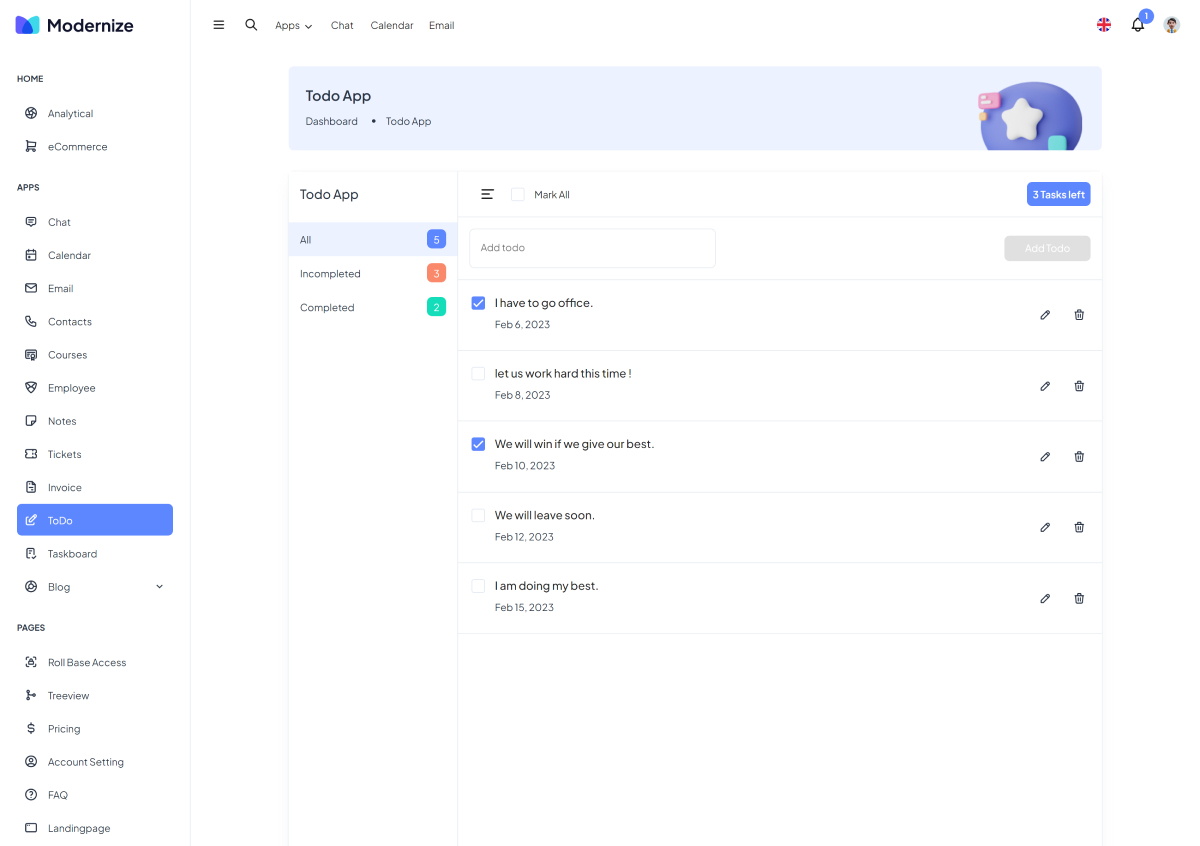 Modernize
Apps
Chat
Calendar
Email
1
HOME
Analytical
eCommerce
APPS
Chat
Calendar
Email
Contacts
Courses
Employee
Notes
Tickets
Invoice
ToDo
Taskboard
Blog
PAGES
Roll Base Access
Treeview
Pricing
Account Setting
FAQ
Landingpage
Todo App
Dashboard • Todo App
Todo App
All 5
Incompleted 3
Completed 2
Mark All
3 Tasks left
Add todo
Add Todo
I have to go office.
Feb 6, 2023
let us work hard this time !
Feb 8, 2023
We will win if we give our best.
Feb 10, 2023
We will leave soon.
Feb 12, 2023
I am doing my best.
Feb 15, 2023